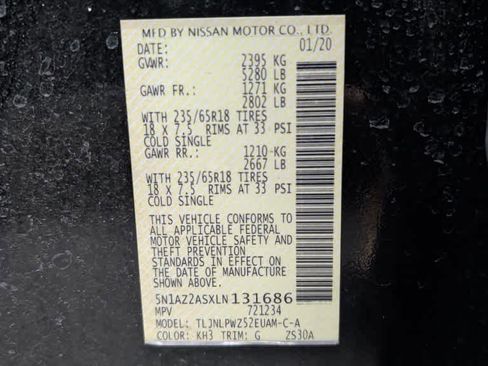 MFD BY NISSAN MOTOR CO., LTD.
DATE: 01/20
GVWR: 2395 KG
5280 LB
GAWR FR.: 1271 KG
2802 LB
WITH 235/65R18 TIRES
18 X 7.5 RIMS AT 33 PSI
COLD SINGLE
GAWR RR.: 1210 KG
2667 LB
WITH 235/65R18 TIRES
18 X 7.5 RIMS AT 33 PSI
COLD SINGLE
THIS VEHICLE CONFORMS TO
ALL APPLICABLE FEDERAL
MOTOR VEHICLE SAFETY AND
THEFT PREVENTION
STANDARDS IN EFFECT ON
THE DATE OF MANUFACTURE
SHOWN ABOVE.
5N1AZ2ASXLN131686
MPV 721234
MODEL: TLJNLPWZ52EUAM-C-A
COLOR: KH3 TRIM: G ZS30A